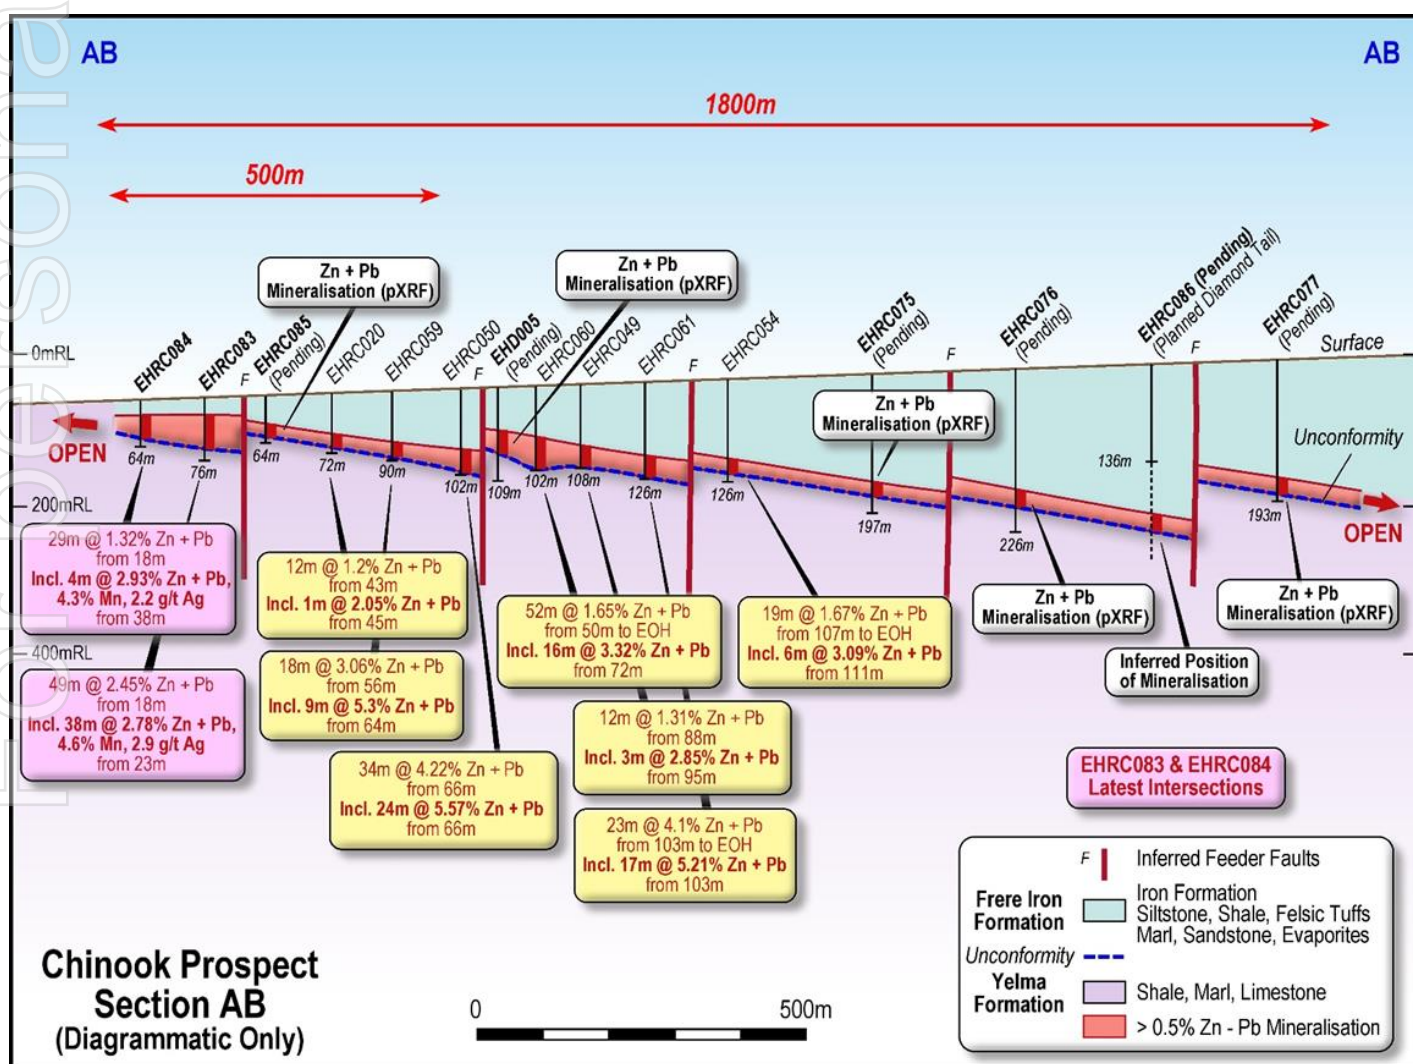 AB
AB
1800m
500m
Zn + Pb
Mineralisation (pXRF)
Zn + Pb
Mineralisation (pXRF)
EHRC084
EHRC083
F
EHRC085
(Pending)
EHRC020
EHRC059
EHRC050
F
EHD005
(Pending)
EHRC060
EHRC049
EHRC061
F
EHRC054
EHRC075
(Pending)
F
EHRC076
(Pending)
EHRC086 (Pending)
(Planned Diamond Tail)
F
EHRC077
(Pending)
Surface
0mRL
200mRL
400mRL
OPEN
64m
76m
64m
72m
90m
102m
109m
102m
108m
126m
126m
Zn + Pb
Mineralisation (pXRF)
197m
226m
136m
193m
Unconformity
OPEN
29m @ 1.32% Zn + Pb
from 18m
Incl. 4m @ 2.93% Zn + Pb,
4.3% Mn, 2.2 g/t Ag
from 38m
49m @ 2.45% Zn + Pb
from 18m
Incl. 38m @ 2.78% Zn + Pb,
4.6% Mn, 2.9 g/t Ag
from 23m
12m @ 1.2% Zn + Pb
from 43m
Incl. 1m @ 2.05% Zn + Pb
from 45m
18m @ 3.06% Zn + Pb
from 56m
Incl. 9m @ 5.3% Zn + Pb
from 64m
34m @ 4.22% Zn + Pb
from 66m
Incl. 24m @ 5.57% Zn + Pb
from 66m
52m @ 1.65% Zn + Pb
from 50m to EOH
Incl. 16m @ 3.32% Zn + Pb
from 72m
12m @ 1.31% Zn + Pb
from 88m
Incl. 3m @ 2.85% Zn + Pb
from 95m
23m @ 4.1% Zn + Pb
from 103m to EOH
Incl. 17m @ 5.21% Zn + Pb
from 103m
19m @ 1.67% Zn + Pb
from 107m to EOH
Incl. 6m @ 3.09% Zn + Pb
from 111m
Zn + Pb
Mineralisation (pXRF)
Zn + Pb
Mineralisation (pXRF)
Inferred Position
of Mineralisation
EHRC083 & EHRC084
Latest Intersections
F
Inferred Feeder Faults
Frere Iron
Formation
Iron Formation
Siltstone, Shale, Felsic Tuffs
Marl, Sandstone, Evaporites
Unconformity
Yelma
Formation
Shale, Marl, Limestone
> 0.5% Zn - Pb Mineralisation
Chinook Prospect
Section AB
(Diagrammatic Only)
0
500m
For persona